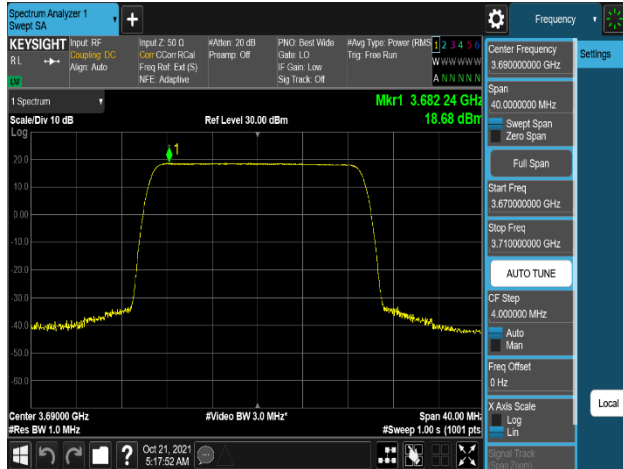 Spectrum Analyzer 1
Swept SA
+
Frequency
KEYSIGHT
Input: RF
Input Z: 50 Ω
#Atten: 20 dB
PNO: Best Wide
#Avg Type: Power (RMS
1 2 3 4 5 6
R L
Coupling: DC
Corr CCorr RCal
Preamp: Off
Gate: LO
Trig: Free Run
W W W W W W
Align: Auto
Freq Ref: Ext (S)
IF Gain: Low
NFE: Adaptive
Sig Track: Off
A N N N N N
LXI
Center Frequency
3.690000000 GHz
Settings
Span
40.0000000 MHz
Swept Span
Zero Span
Full Span
Start Freq
3.670000000 GHz
Stop Freq
3.710000000 GHz
AUTO TUNE
CF Step
4.000000 MHz
Auto
Man
Freq Offset
0 Hz
X Axis Scale
Log
Lin
Signal Track
(Span Zoom)
Local
1 Spectrum
Mkr1 3.682 24 GHz
Scale/Div 10 dB
Ref Level 30.00 dBm
18.68 dBm
Log
1
20.0
10.0
0.00
-10.0
-20.0
-30.0
-40.0
-50.0
-60.0
Center 3.69000 GHz
#Video BW 3.0 MHz*
Span 40.00 MHz
#Res BW 1.0 MHz
#Sweep 1.00 s (1001 pts
?
Oct 21, 2021
5:17:52 AM